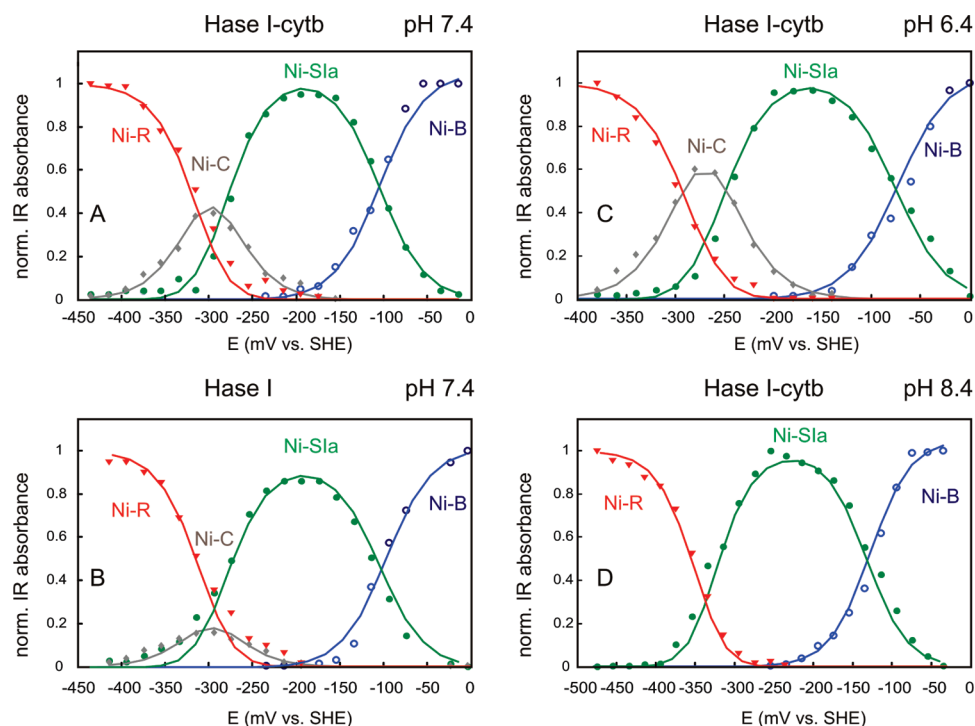 Hase I-cytb pH 7.4
norm. IR absorbance
1
0.8
0.6
0.4
0.2
0
Ni-R
Ni-C
Ni-SIa
Ni-B
A
-450 -400 -350 -300 -250 -200 -150 -100 -50 0
E (mV vs. SHE)
Hase I-cytb pH 6.4
norm. IR absorbance
1
0.8
0.6
0.4
0.2
0
Ni-R
Ni-C
Ni-SIa
Ni-B
C
-400 -350 -300 -250 -200 -150 -100 -50 0
E (mV vs. SHE)
Hase I pH 7.4
norm. IR absorbance
1
0.8
0.6
0.4
0.2
0
Ni-R
Ni-C
Ni-SIa
Ni-B
B
-450 -400 -350 -300 -250 -200 -150 -100 -50 0
E (mV vs. SHE)
Hase I-cytb pH 8.4
norm. IR absorbance
1
0.8
0.6
0.4
0.2
0
Ni-R
Ni-SIa
Ni-B
D
-500 -450 -400 -350 -300 -250 -200 -150 -100 -50 0
E (mV vs. SHE)